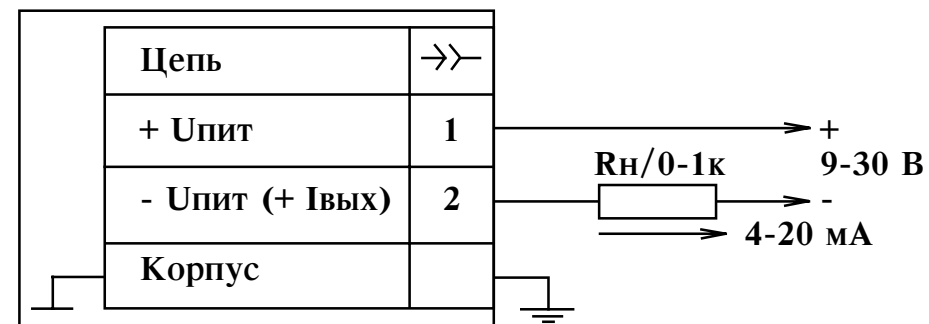 Цепь
+ Uпит 1 +
Rн/0-1к 9-30 В
- Uпит (+ Iвых) 2 -
4-20 мА
Корпус